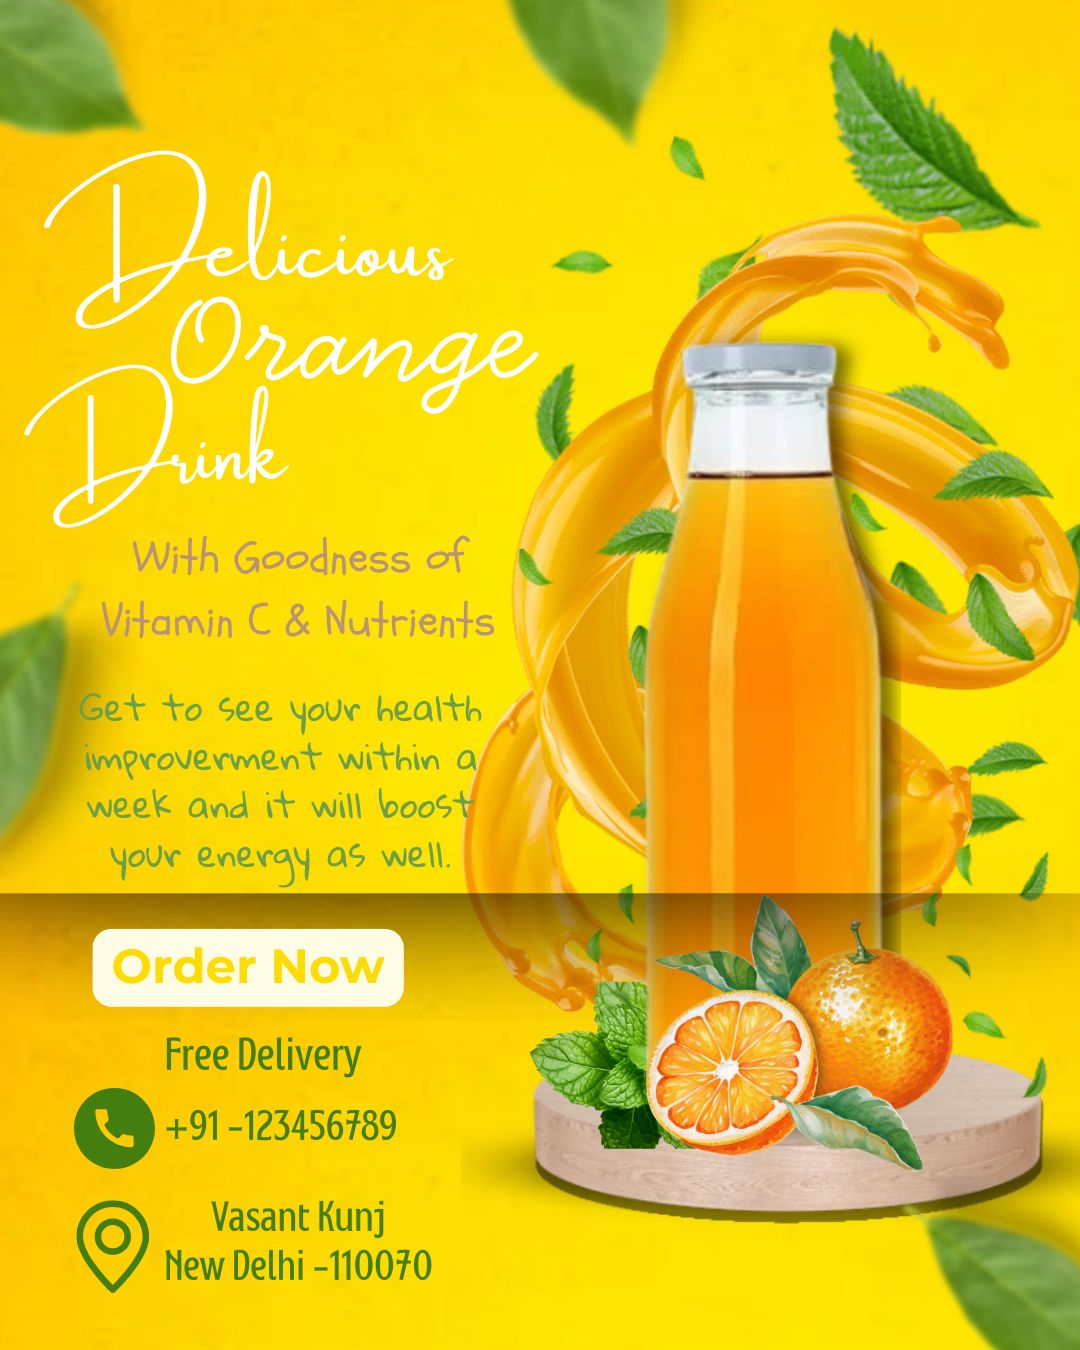 Delicious
Orange
Drink
With Goodness of
Vitamin C & Nutrients
Get to see your health
improverment within a
week and it will boost
your energy as well.
Order Now
Free Delivery
+91 -123456789
Vasant Kunj
New Delhi -110070